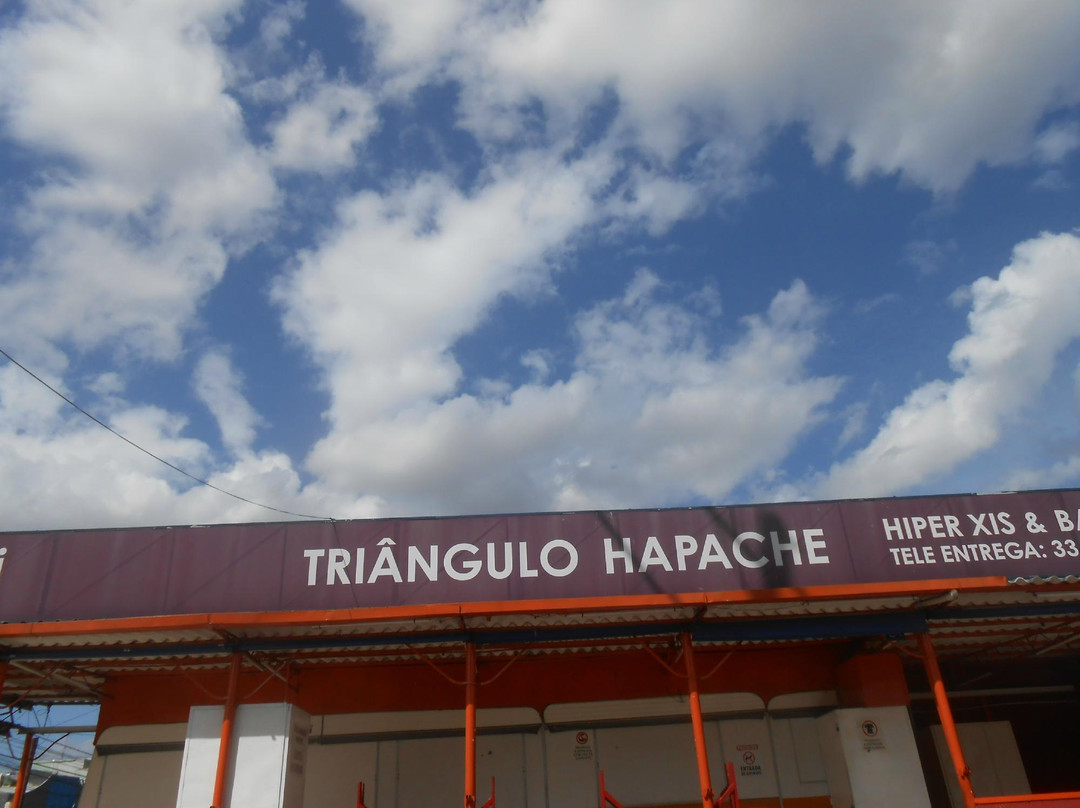 TRIÂNGULO HAPACHE
HIPER XIS & BA
TELE ENTREGA: 33